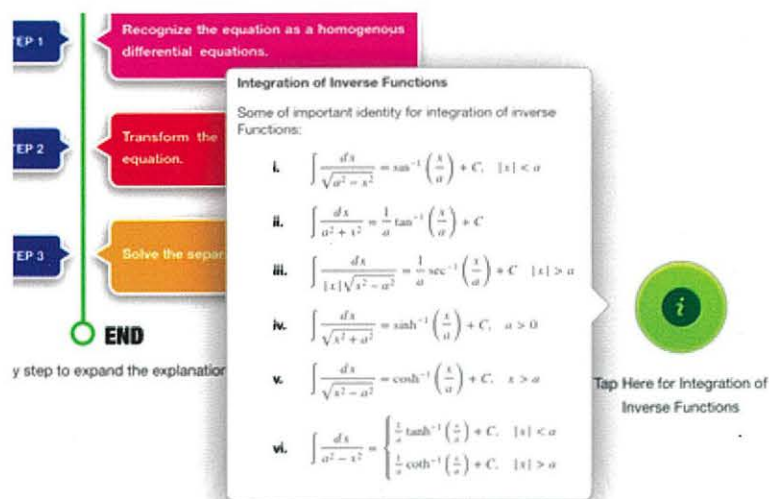 TEP 1
Recognize the equation as a homogenous
differential equations.
TEP 2
Transform the
equation.
TEP 3
Solve the separ
END
y step to expand the explanation
Integration of Inverse Functions
Some of important identity for integration of inverse
Functions:
i. ∫ dx/√(a² − x²) = sin⁻¹(x/a) + C, |x| < a
ii. ∫ dx/(a² + x²) = 1/a tan⁻¹(x/a) + C
iii. ∫ dx/(|x|√(x² − a²)) = 1/a sec⁻¹(x/a) + C |x| > a
iv. ∫ dx/√(x² + a²) = sinh⁻¹(x/a) + C, a > 0
v. ∫ dx/√(x² − a²) = cosh⁻¹(x/a) + C, x > a
vi. ∫ dx/(a² − x²) = { 1/a tanh⁻¹(x/a) + C, |x| < a
1/a coth⁻¹(x/a) + C, |x| > a
i
Tap Here for Integration of
Inverse Functions